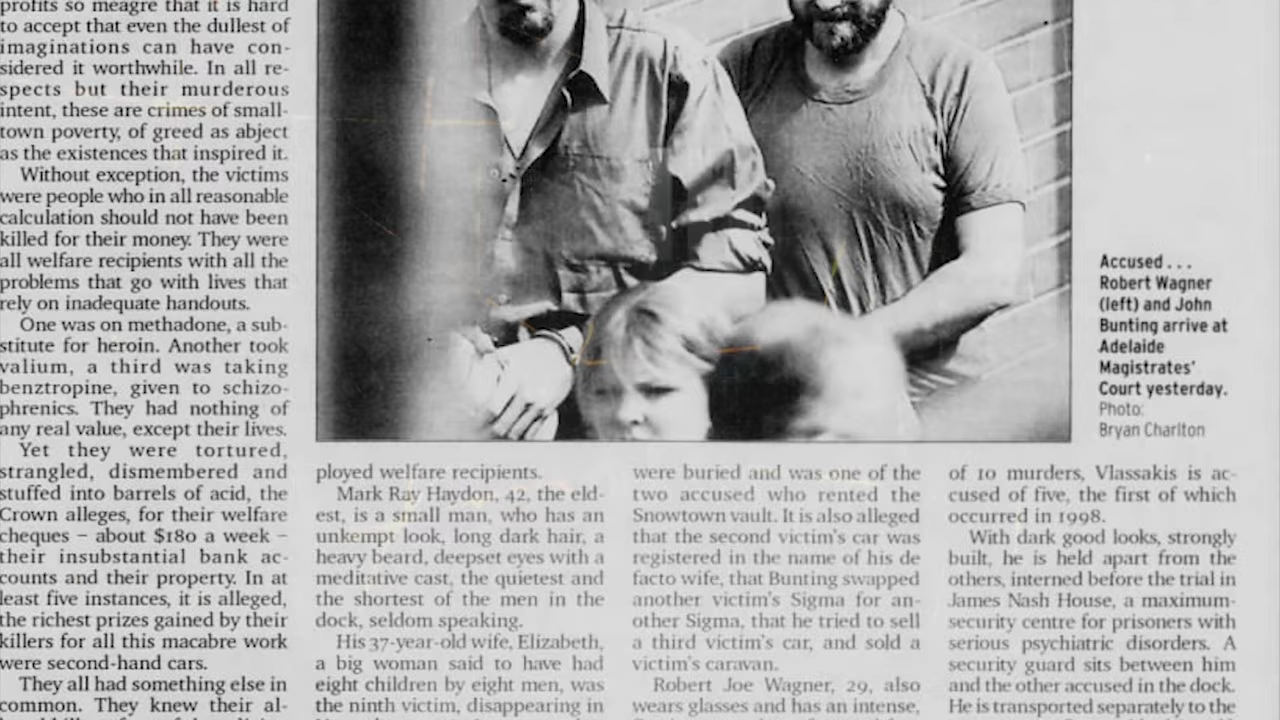 profits so meagre that it is hard
to accept that even the dullest of
imaginations can have con-
sidered it worthwhile. In all re-
spects but their murderous
intent, these are crimes of small-
town poverty, of greed as abject
as the existences that inspired it.
Without exception, the victims
were people who in all reasonable
calculation should not have been
killed for their money. They were
all welfare recipients with all the
problems that go with lives that
rely on inadequate handouts.
One was on methadone, a sub-
stitute for heroin. Another took
valium, a third was taking
benztropine, given to schizo-
phrenics. They had nothing of
any real value, except their lives.
Yet they were tortured,
strangled, dismembered and
stuffed into barrels of acid, the
Crown alleges, for their welfare
cheques – about $180 a week –
their insubstantial bank ac-
counts and their property. In at
least five instances, it is alleged,
the richest prizes gained by their
killers for all this macabre work
were second-hand cars.
They all had something else in
common. They knew their al-
Accused . . .
Robert Wagner
(left) and John
Bunting arrive at
Adelaide
Magistrates'
Court yesterday.
Photo:
Bryan Charlton
ployed welfare recipients.
Mark Ray Haydon, 42, the eld-
est, is a small man, who has an
unkempt look, long dark hair, a
heavy beard, deepset eyes with a
meditative cast, the quietest and
the shortest of the men in the
dock, seldom speaking.
His 37-year-old wife, Elizabeth,
a big woman said to have had
eight children by eight men, was
the ninth victim, disappearing in
were buried and was one of the
two accused who rented the
Snowtown vault. It is also alleged
that the second victim's car was
registered in the name of his de
facto wife, that Bunting swapped
another victim's Sigma for an-
other Sigma, that he tried to sell
a third victim's car, and sold a
victim's caravan.
Robert Joe Wagner, 29, also
wears glasses and has an intense,
of 10 murders, Vlassakis is ac-
cused of five, the first of which
occurred in 1998.
With dark good looks, strongly
built, he is held apart from the
others, interned before the trial in
James Nash House, a maximum-
security centre for prisoners with
serious psychiatric disorders. A
security guard sits between him
and the other accused in the dock.
He is transported separately to the